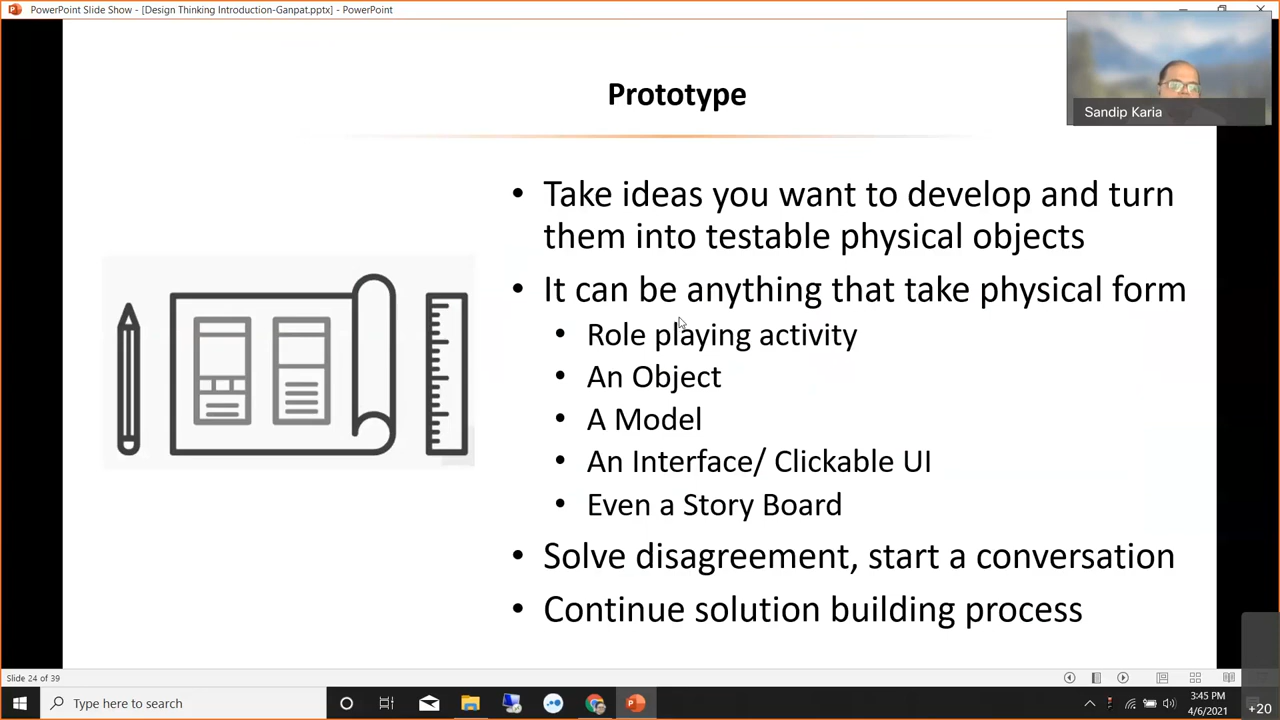 PowerPoint Slide Show - [Design Thinking Introduction-Ganpat.pptx] - PowerPoint
Sandip Karia
Prototype
• Take ideas you want to develop and turn
them into testable physical objects
• It can be anything that take physical form
• Role playing activity
• An Object
• A Model
• An Interface/ Clickable UI
• Even a Story Board
• Solve disagreement, start a conversation
• Continue solution building process
Slide 24 of 39
Type here to search
3:45 PM
4/6/2021
+20